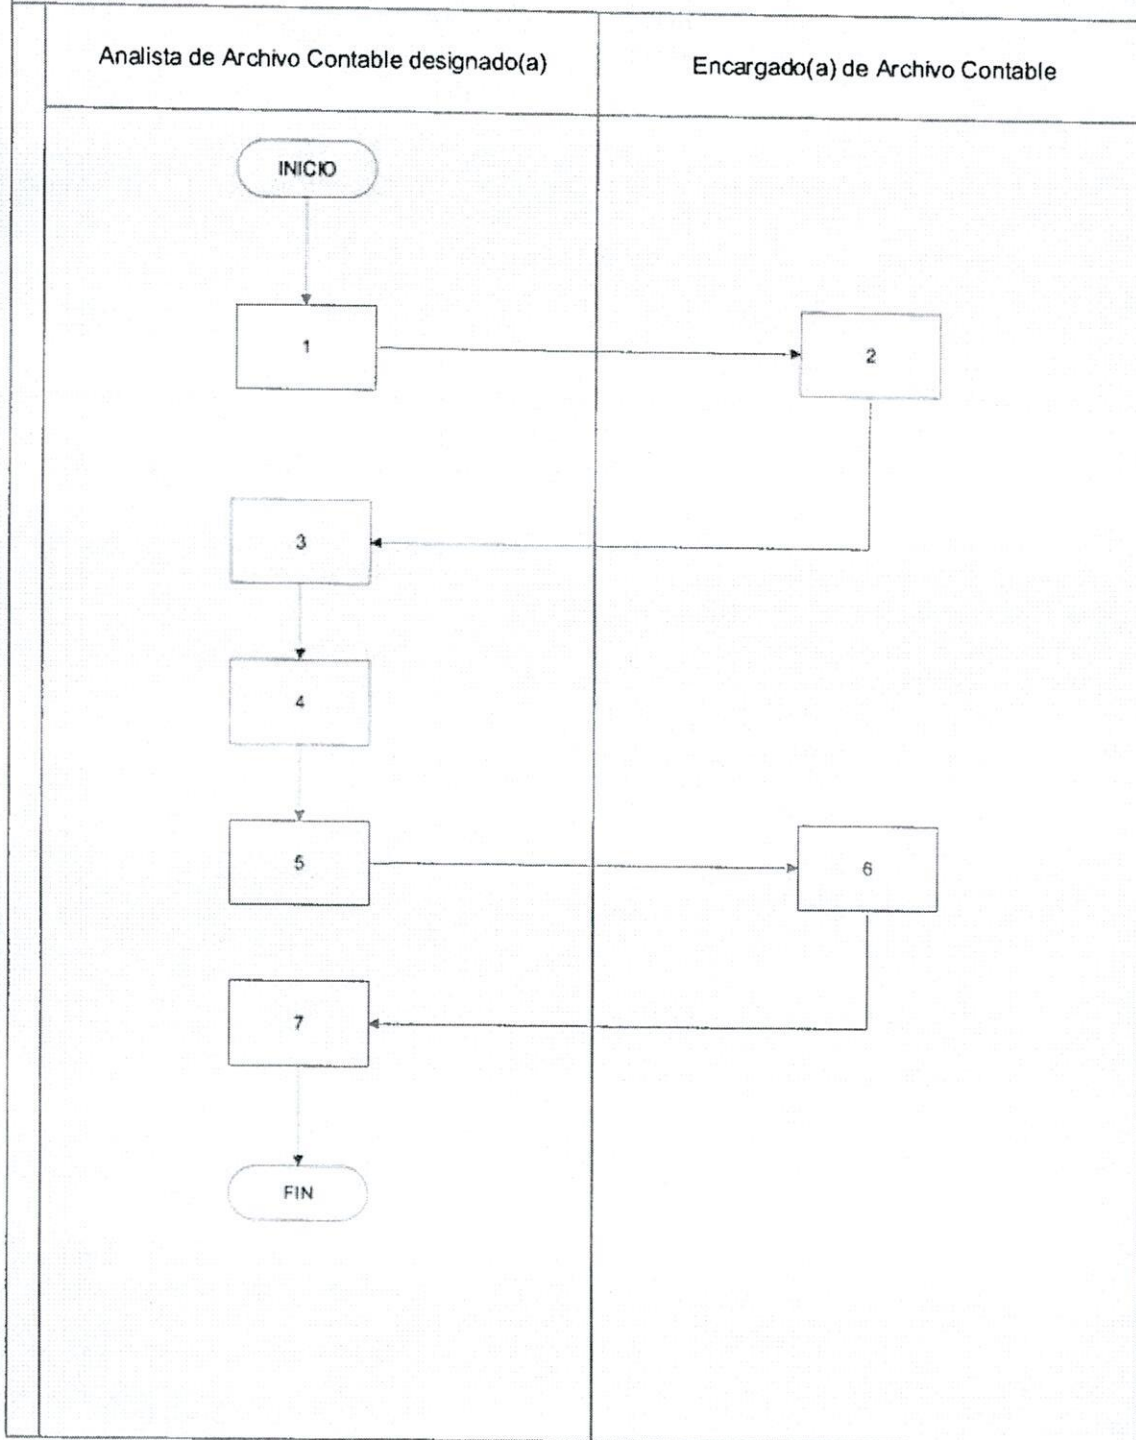 Analista de Archivo Contable designado(a)
Encargado(a) de Archivo Contable
INICIO
1
2
3
4
5
6
7
FIN